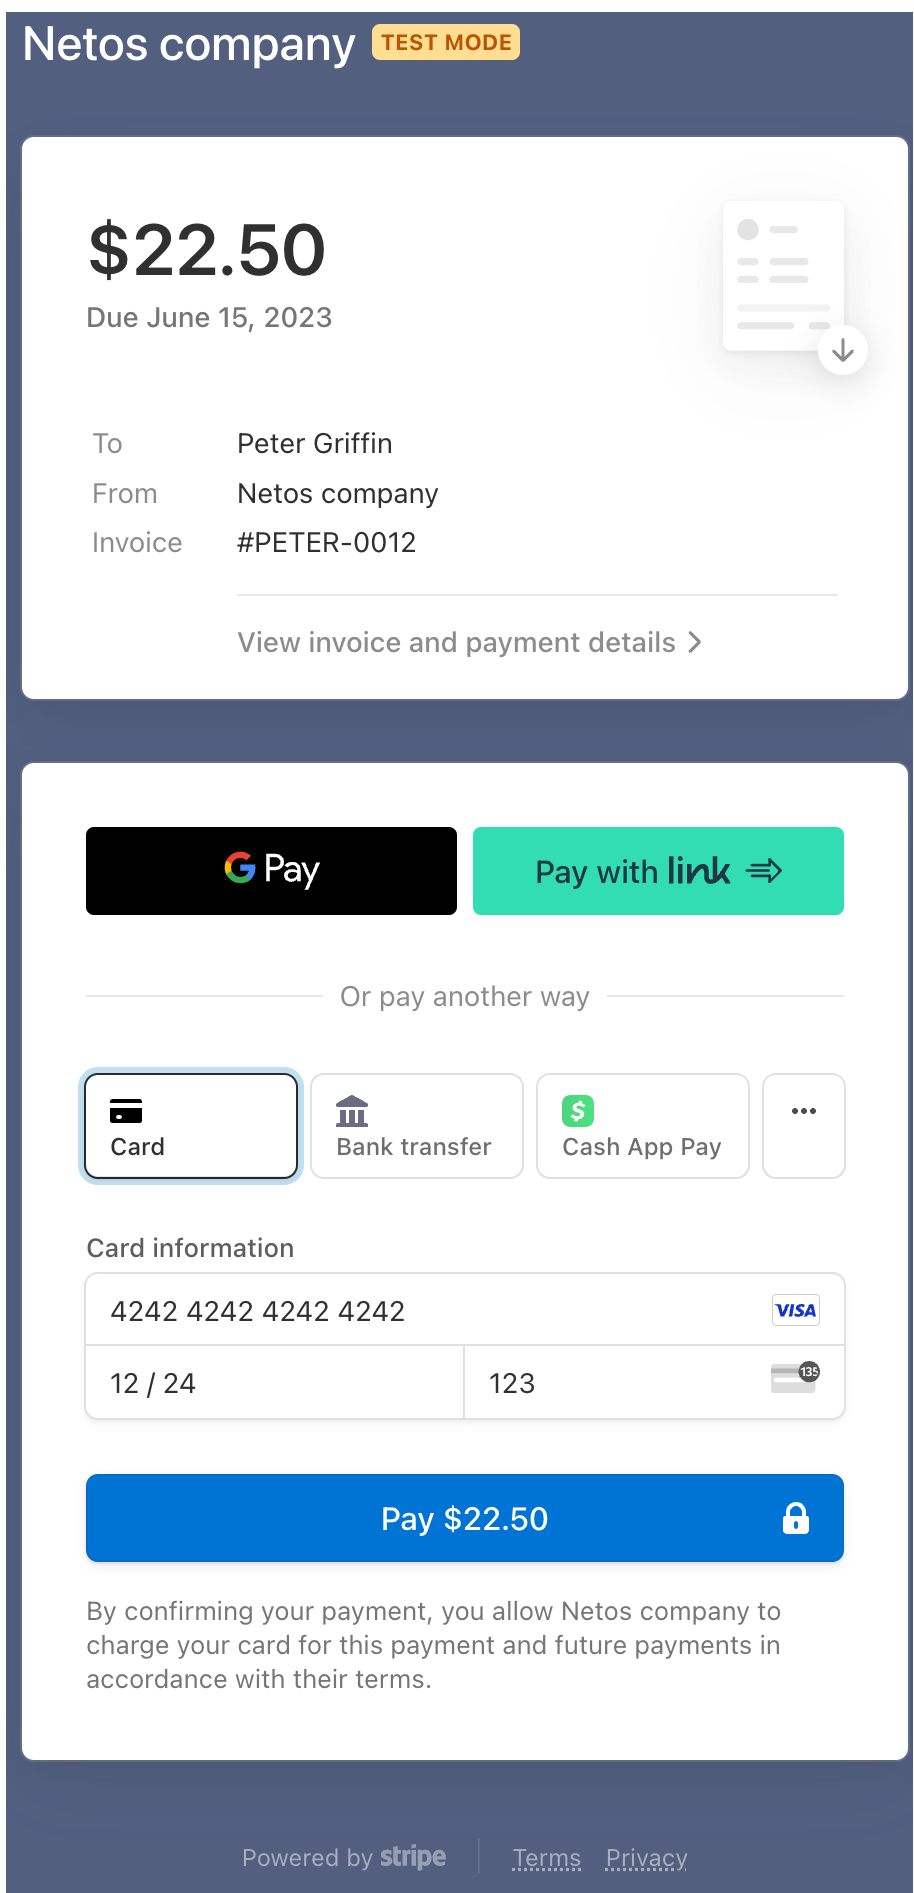 Netos company TEST MODE
$22.50
Due June 15, 2023
To Peter Griffin
From Netos company
Invoice #PETER-0012
View invoice and payment details
G Pay
Pay with link
Or pay another way
Card
Bank transfer
Cash App Pay
Card information
4242 4242 4242 4242 VISA
12 / 24
123 135
Pay $22.50
By confirming your payment, you allow Netos company to
charge your card for this payment and future payments in
accordance with their terms.
Powered by stripe
Terms Privacy